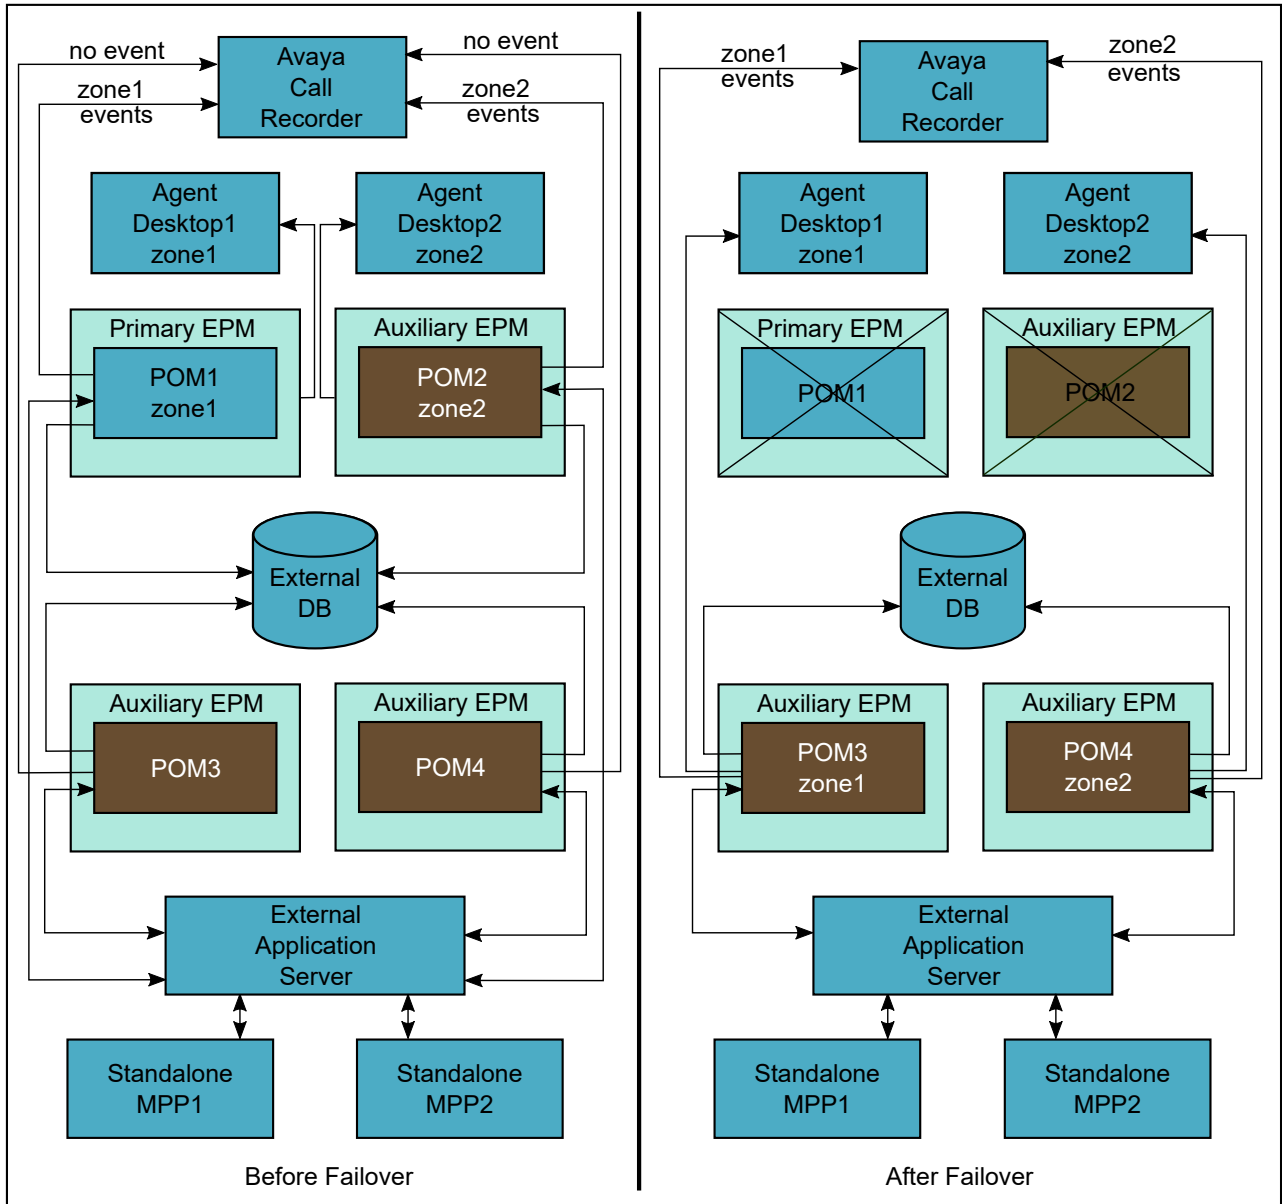 no event
no event
zone1
events
zone2
events
Avaya
Call
Recorder
Agent
Desktop1
zone1
Agent
Desktop2
zone2
Primary EPM
POM1
zone1
Auxiliary EPM
POM2
zone2
External
DB
Auxiliary EPM
POM3
Auxiliary EPM
POM4
External
Application
Server
Standalone
MPP1
Standalone
MPP2
Before Failover
zone1
events
zone2
events
Avaya
Call
Recorder
Agent
Desktop1
zone1
Agent
Desktop2
zone2
Primary EPM
POM1
Auxiliary EPM
POM2
External
DB
Auxiliary EPM
POM3
zone1
Auxiliary EPM
POM4
zone2
External
Application
Server
Standalone
MPP1
Standalone
MPP2
After Failover